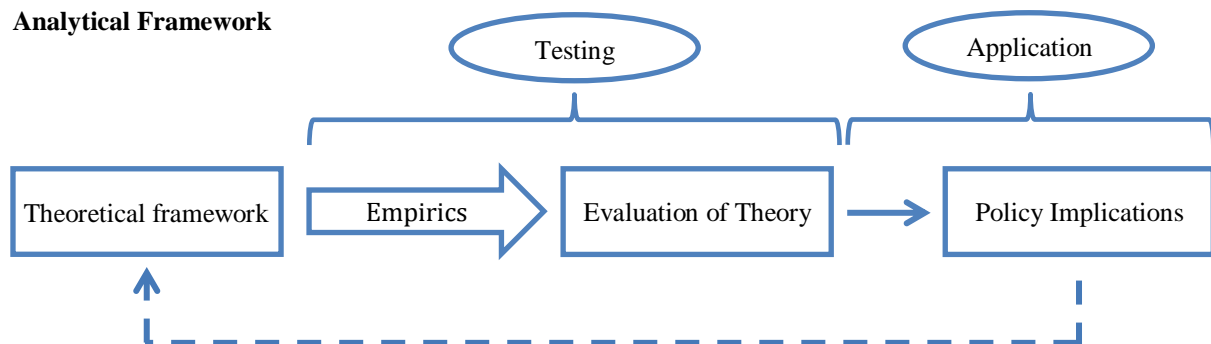 Analytical Framework
Testing
Application
Theoretical framework
Empirics
Evaluation of Theory
Policy Implications